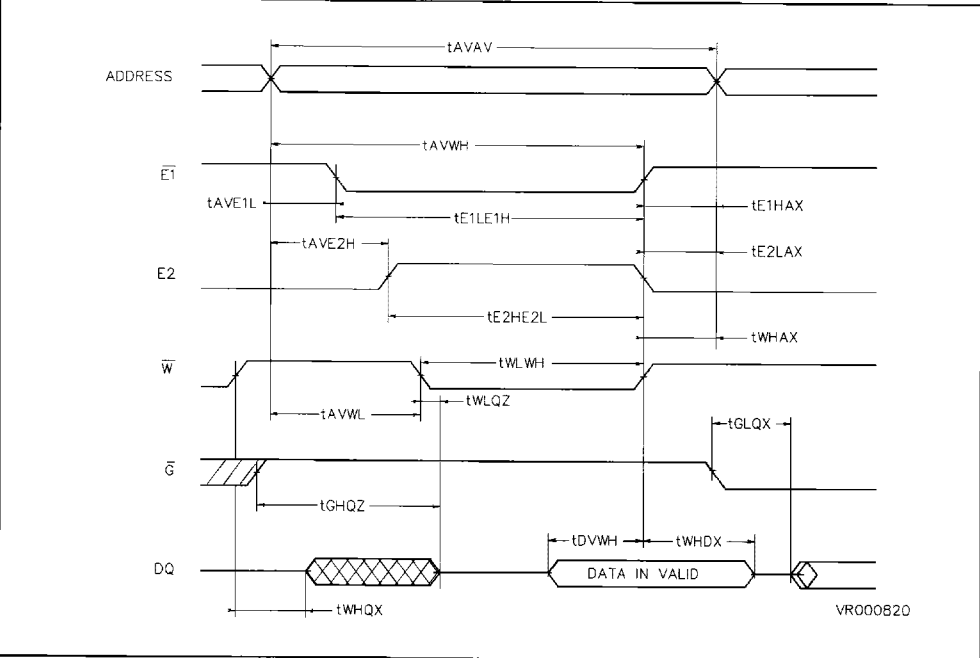 tAVAV
ADDRESS
tAVWH
E1
tAVE1L
tE1HAX
tE1LE1H
tAVE2H
tE2LAX
E2
tE2HE2L
tWHAX
W
tWLWH
tWLQZ
tAVWL
tGLQX
G
tGHQZ
tDVWH
tWHDX
DQ
DATA IN VALID
tWHQX
VR000820